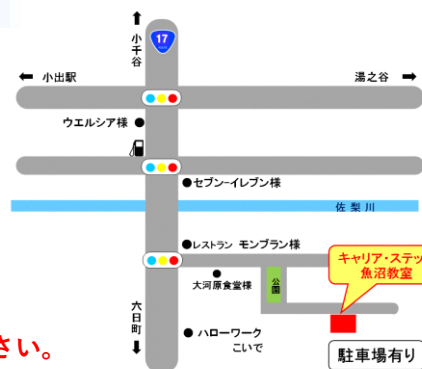 小千谷
17
← 小出駅
湯之谷 →
ウエルシア様
セブン-イレブン様
佐梨川
レストラン モンブラン様
キャリア・ステッ
魚沼教室
大河原食堂様
公園
六日町
ハローワーク
こいで
さい。
駐車場有り